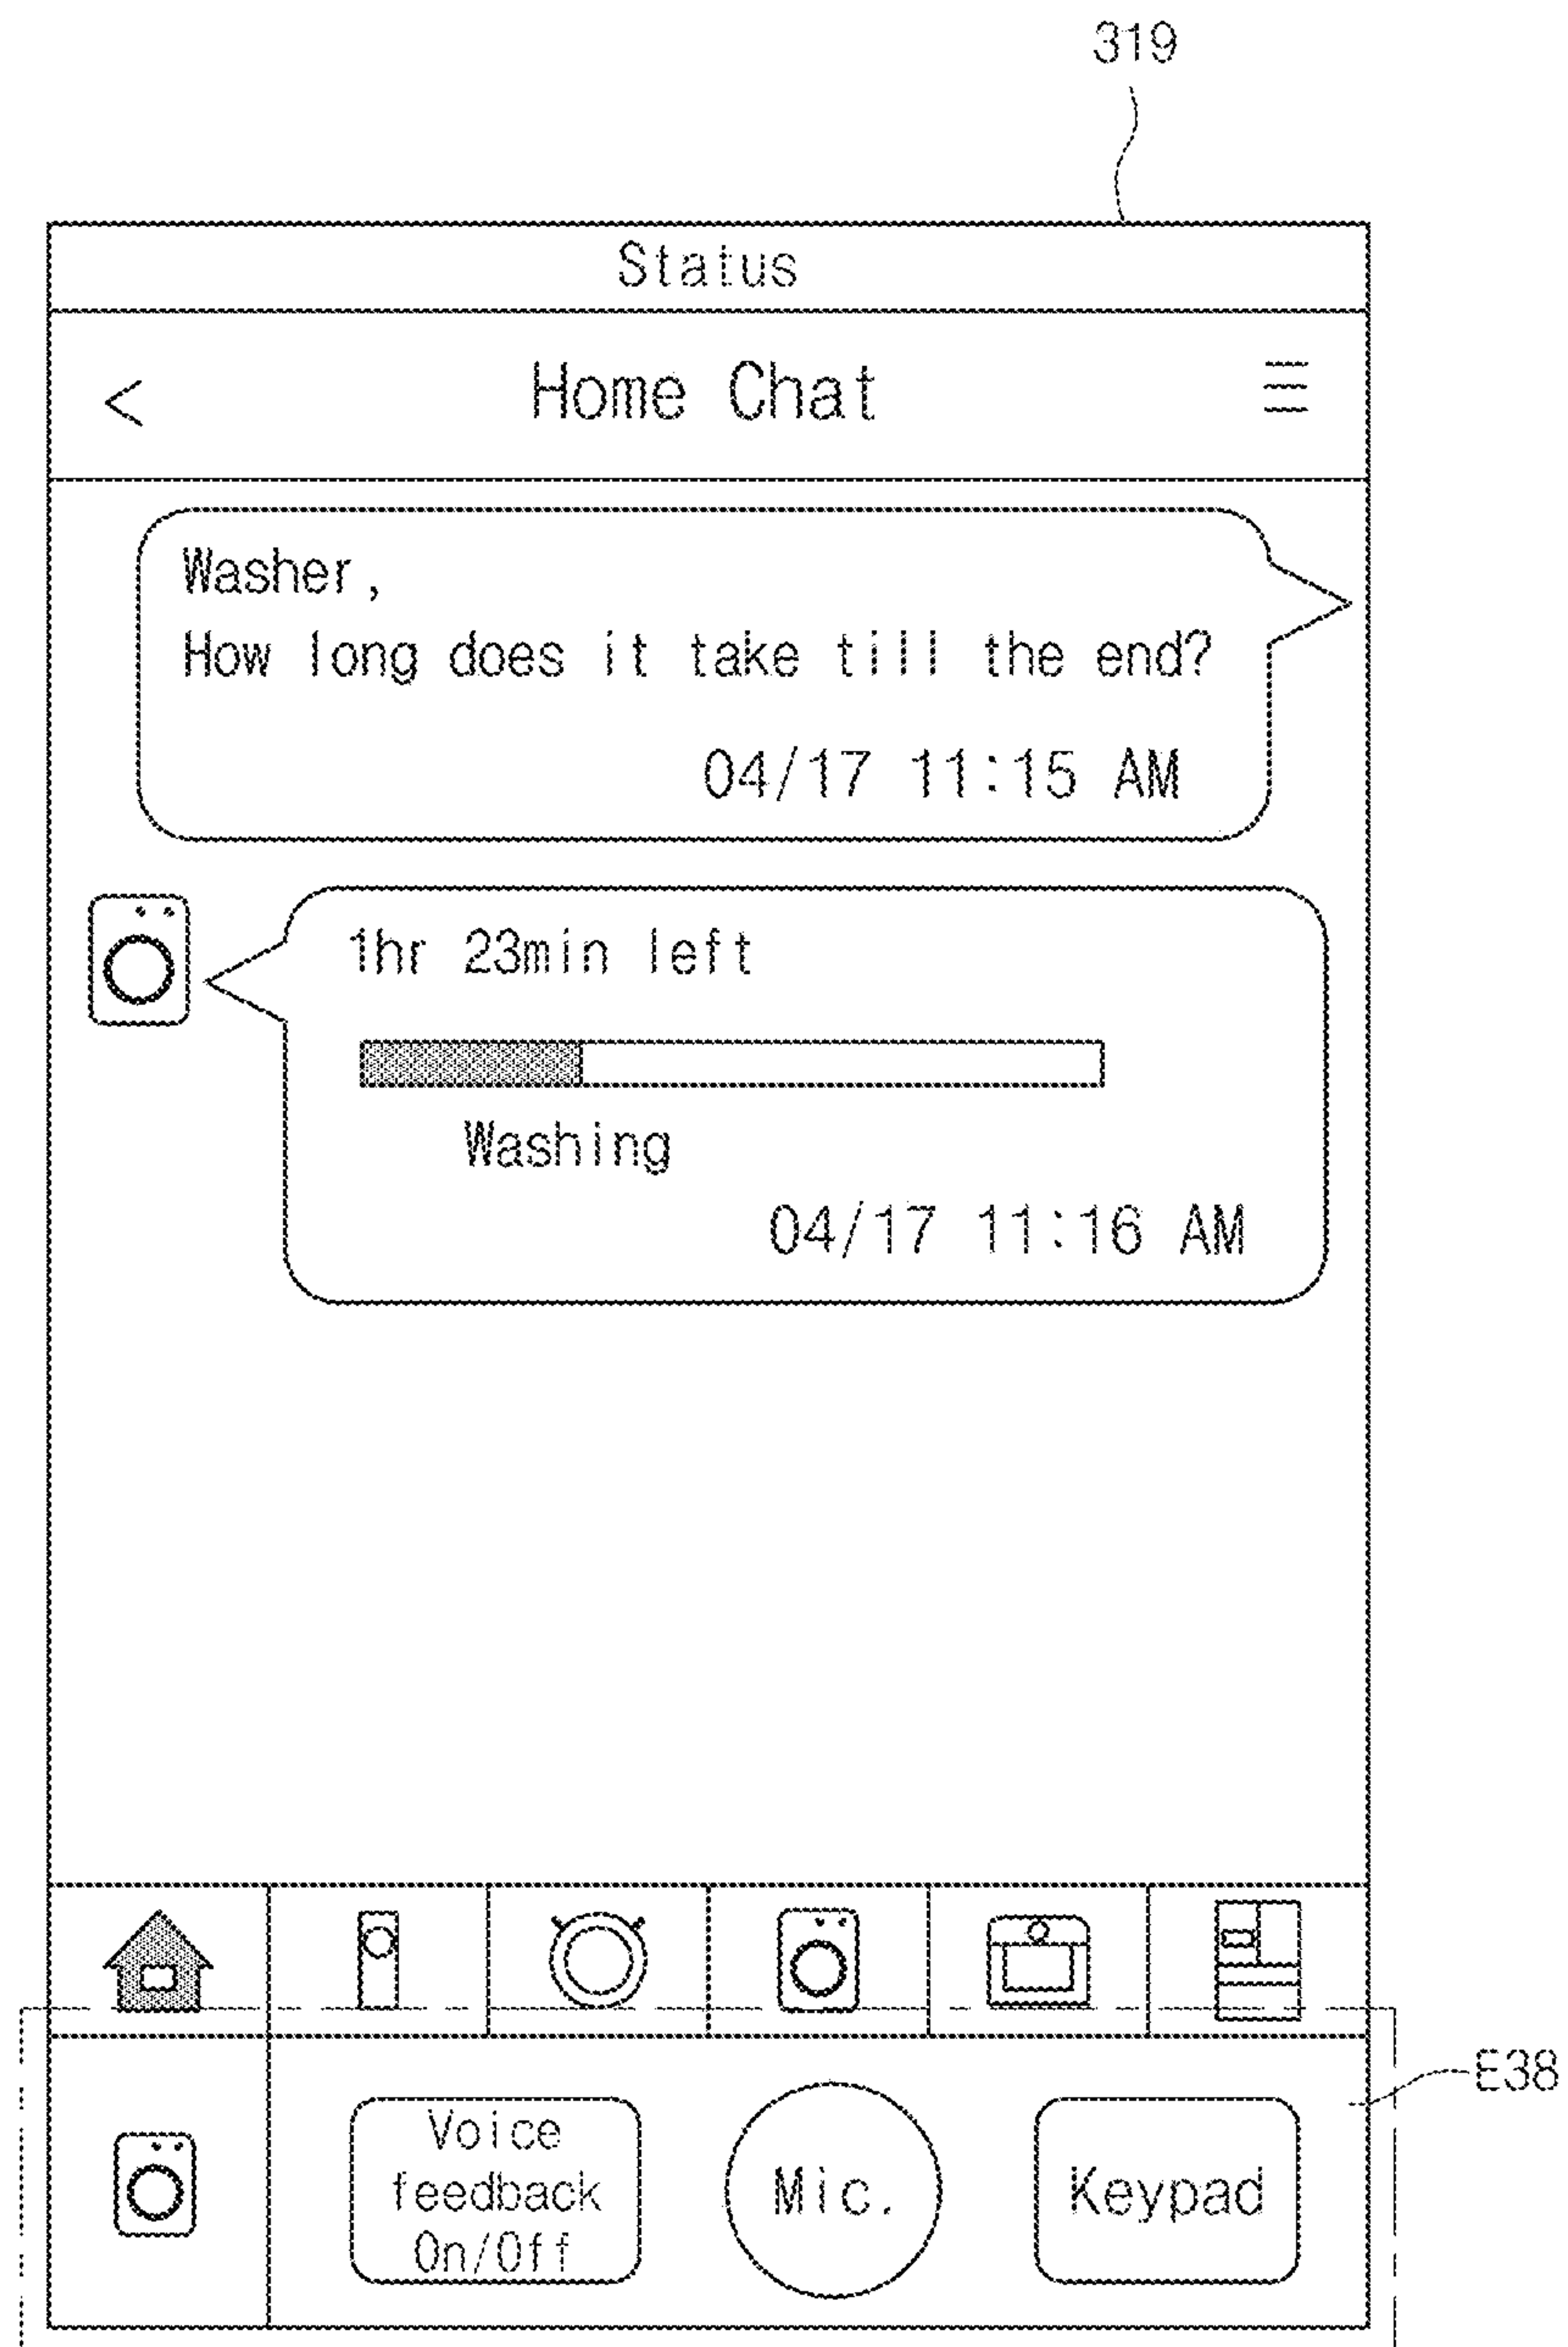 319
Status
< Home Chat
Washer,
How long does it take till the end?
04/17 11:15 AM
1hr 23min left
Washing
04/17 11:16 AM
E38
Voice
feedback
On/Off
Mic.
Keypad